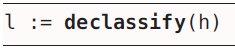 l := declassify(h)